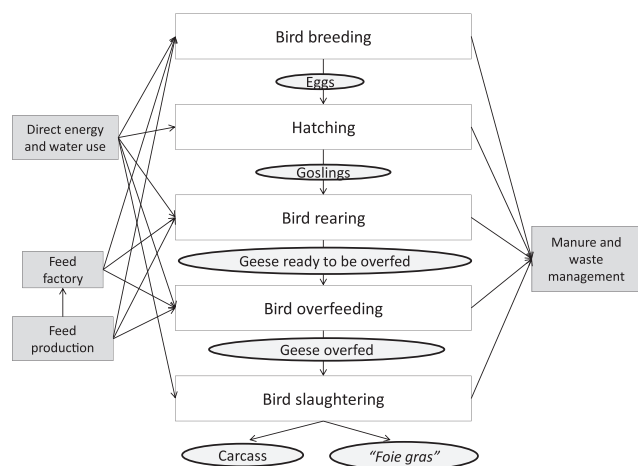 Bird breeding
Eggs
Direct energy
and water use
Hatching
Goslings
Bird rearing
Manure and
waste
management
Feed
factory
Geese ready to be overfed
Bird overfeeding
Feed
production
Geese overfed
Bird slaughtering
Carcass
“Foie gras”